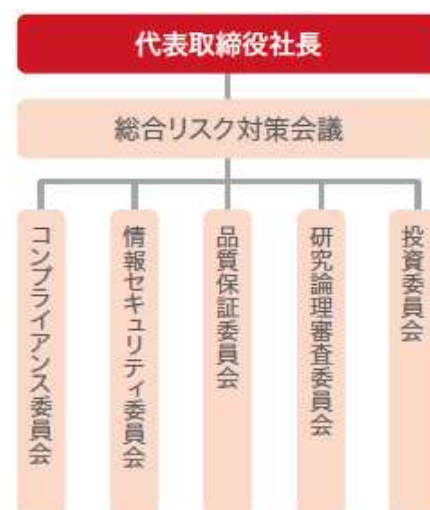 代表取締役社長
総合リスク対策会議
コンプライアンス委員会
情報セキュリティ委員会
品質保証委員会
研究論理審査委員会
投資委員会